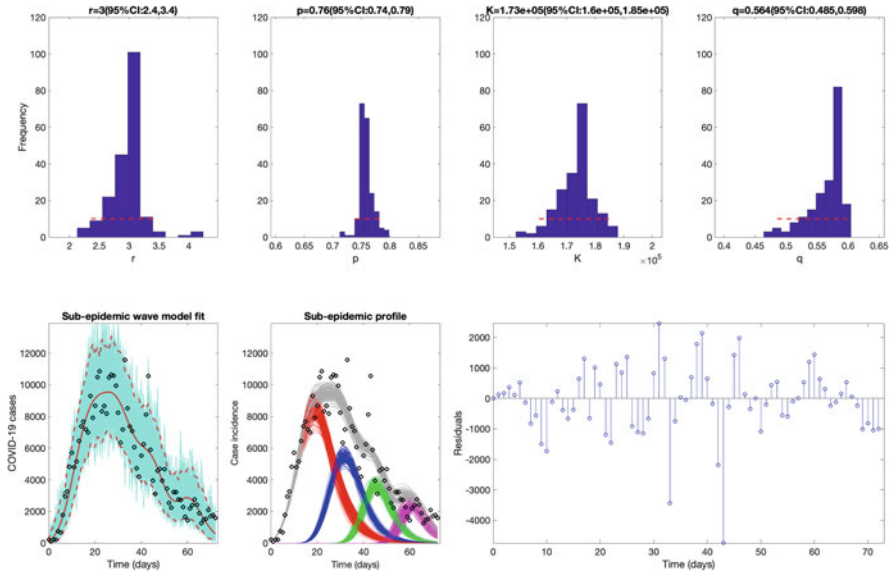 r=3(95%CI:2.4,3.4)
p=0.76(95%CI:0.74,0.79)
K=1.73e+05(95%CI:1.6e+05,1.85e+05)
q=0.564(95%CI:0.485,0.598)
Frequency
120
100
80
60
40
20
0
2 2.5 3 3.5 4
r
120
100
80
60
40
20
0
0.6 0.65 0.7 0.75 0.8 0.85
p
120
100
80
60
40
20
0
1.5 1.6 1.7 1.8 1.9 2
K
×10⁵
120
100
80
60
40
20
0
0.4 0.45 0.5 0.55 0.6 0.65
q
Sub-epidemic wave model fit
COVID-19 cases
12000
10000
8000
6000
4000
2000
0
0 20 40 60
Time (days)
Sub-epidemic profile
Case incidence
12000
10000
8000
6000
4000
2000
0
0 20 40 60
Time (days)
Residuals
2000
1000
0
-1000
-2000
-3000
-4000
0 10 20 30 40 50 60 70
Time (days)